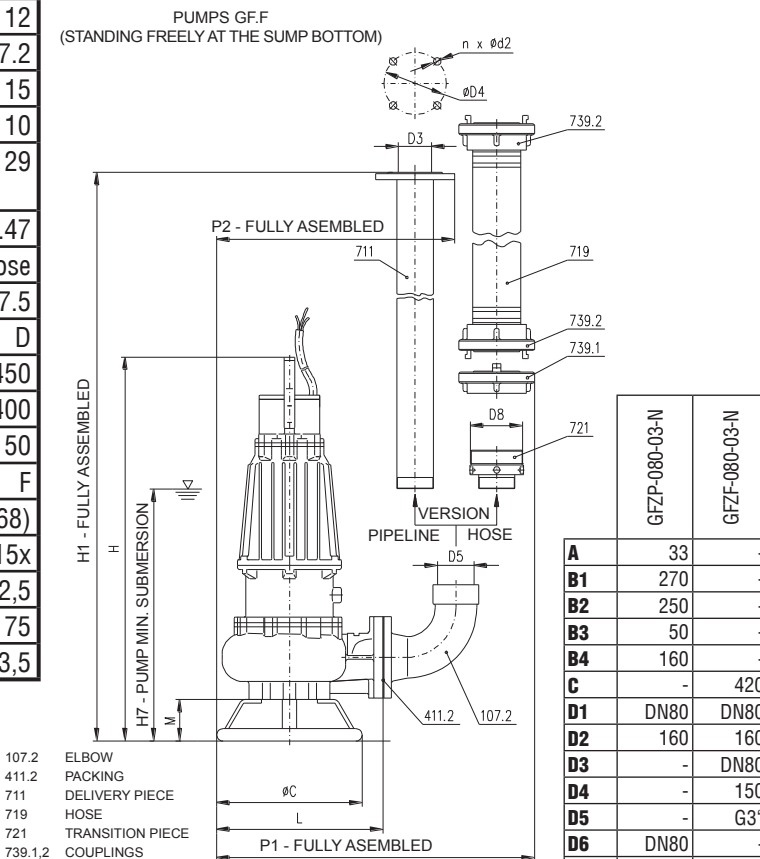 12
7.2
15
10
29
.47
ose
7.5
D
450
400
50
F
68)
15x
2,5
75
3,5
PUMPS GF.F
(STANDING FREELY AT THE SUMP BOTTOM)
n x Ød2
øD4
D3
739.2
P2 - FULLY ASEMBLED
711
719
739.2
739.1
D8
721
VERSION
PIPELINE HOSE
D5
H1 - FULLY ASSEMBLED
H
H7 - PUMP MIN. SUBMERSION
M
411.2
107.2
øC
L
P1 - FULLY ASEMBLED
107.2 ELBOW
411.2 PACKING
711 DELIVERY PIECE
719 HOSE
721 TRANSITION PIECE
739.1,2 COUPLINGS
GFZP-080-03-N GFZF-080-03-N
A 33 -
B1 270 -
B2 250 -
B3 50 -
B4 160 -
C - 420
D1 DN80 DN80
D2 160 160
D3 - DN80
D4 - 150
D5 - G3“
D6 DN80 -